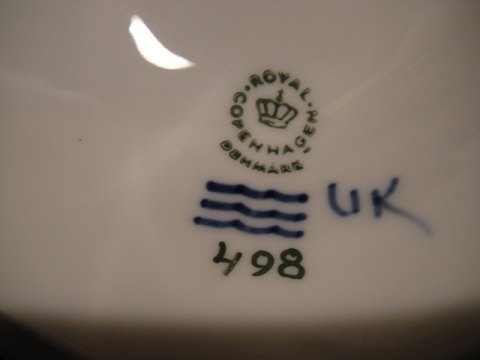 ROYAL
COPENHAGEN
DENMARK
UK
498